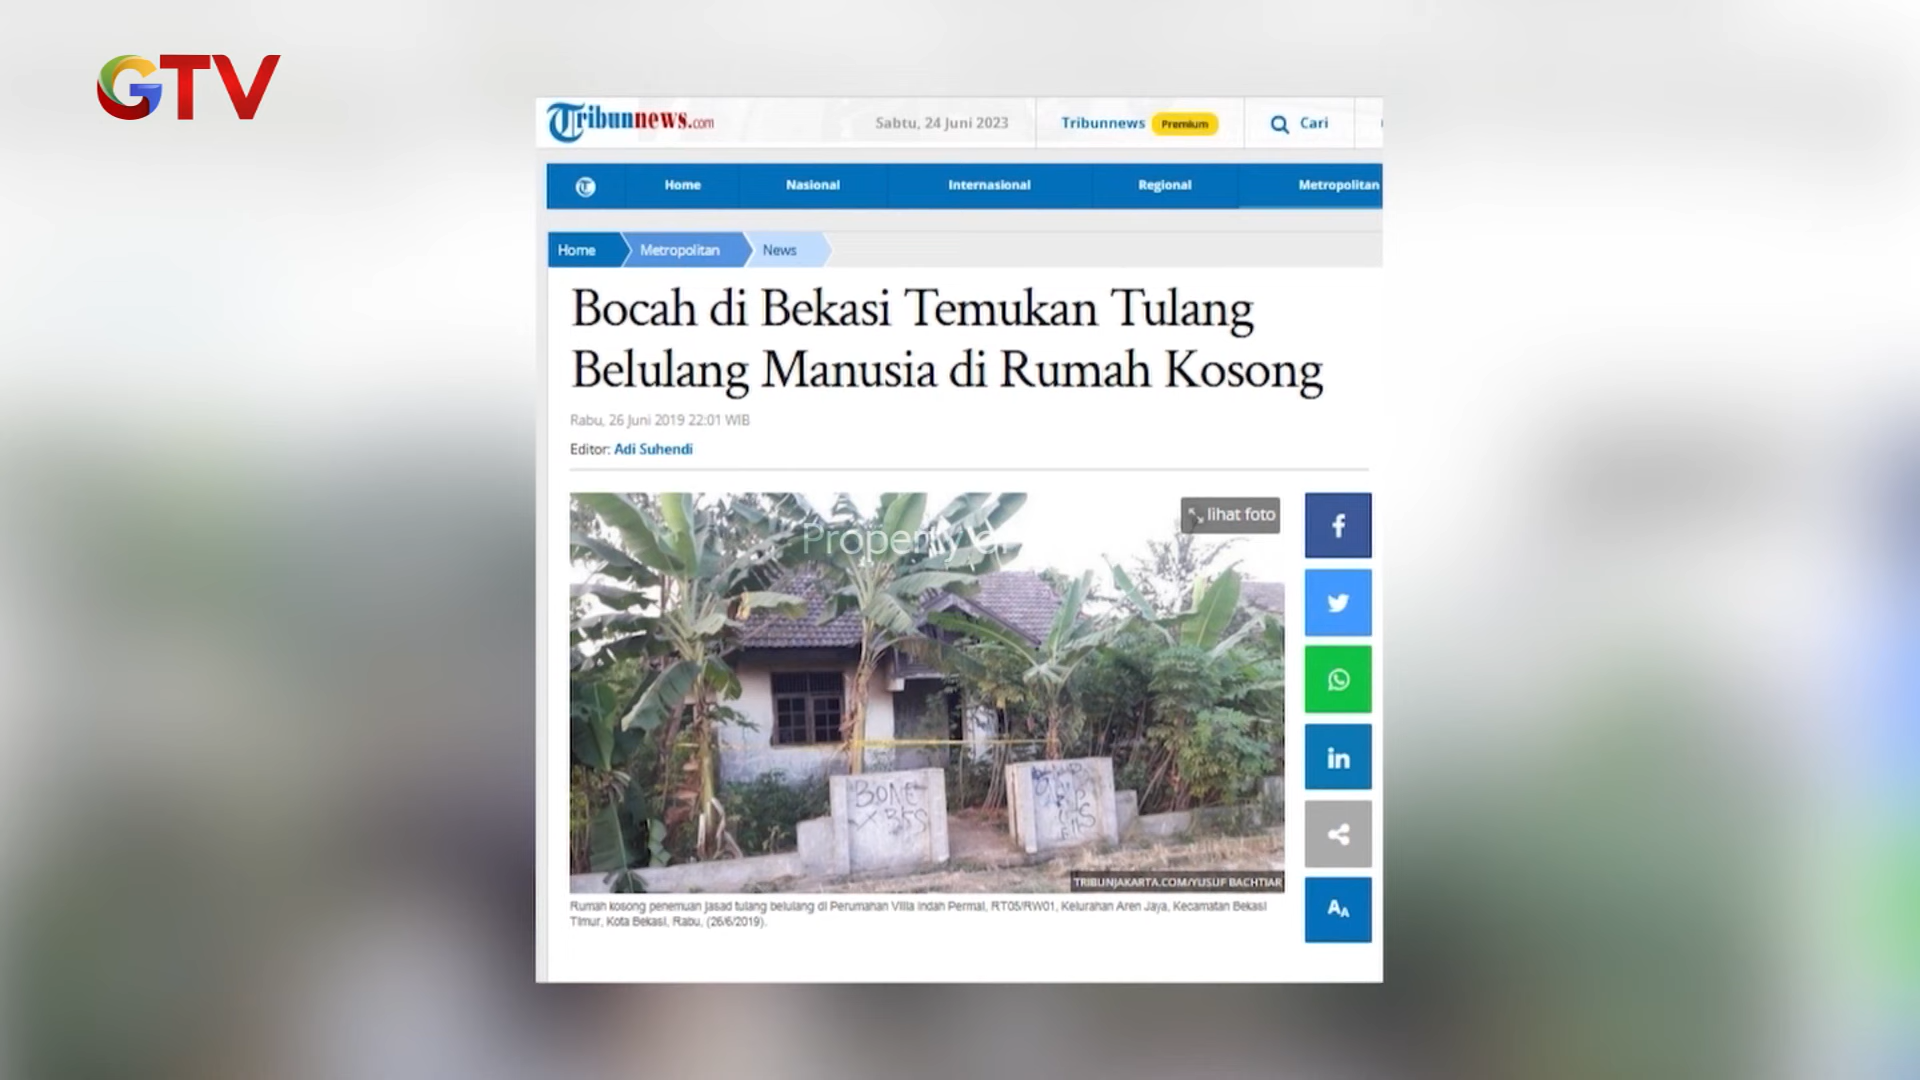 GTV
Tribunnews.com
Sabtu, 24 Juni 2023
Tribunnews Premium
Cari
Home
Nasional
Internasional
Regional
Metropolitan
Home
Metropolitan
News
Bocah di Bekasi Temukan Tulang
Belulang Manusia di Rumah Kosong
Rabu, 26 Juni 2019 22:01 WIB
Editor: Adi Suhendi
lihat foto
Property of
BONE
TRIBUNJAKARTA.COM/YUSUF BACHTIAR
Rumah kosong penemuan jasad tulang belulang di Perumahan Villa Indah Permai, RT05/RW01, Kelurahan Aren Jaya, Kecamatan Bekasi
Timur, Kota Bekasi, Rabu, (26/6/2019).